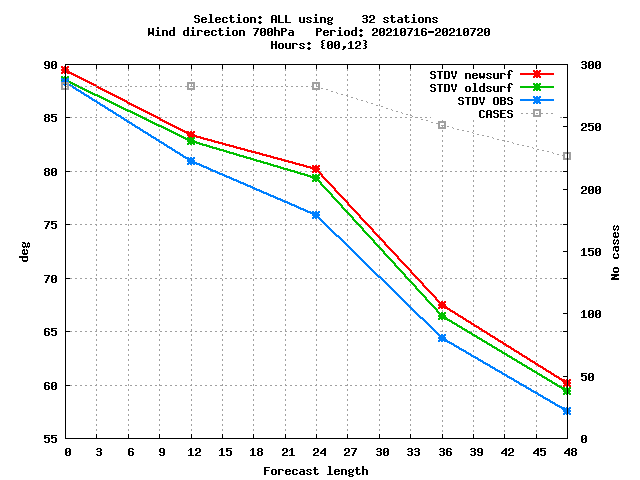 Selection: ALL using    32 stations
Wind direction 700hPa   Period: 20210716-20210720
Hours: {00,12}
STDV newsurf
STDV oldsurf
STDV OBS
CASES
90
85
80
75
70
65
60
55
deg
300
250
200
150
100
50
0
No cases
0 3 6 9 12 15 18 21 24 27 30 33 36 39 42 45 48
Forecast length